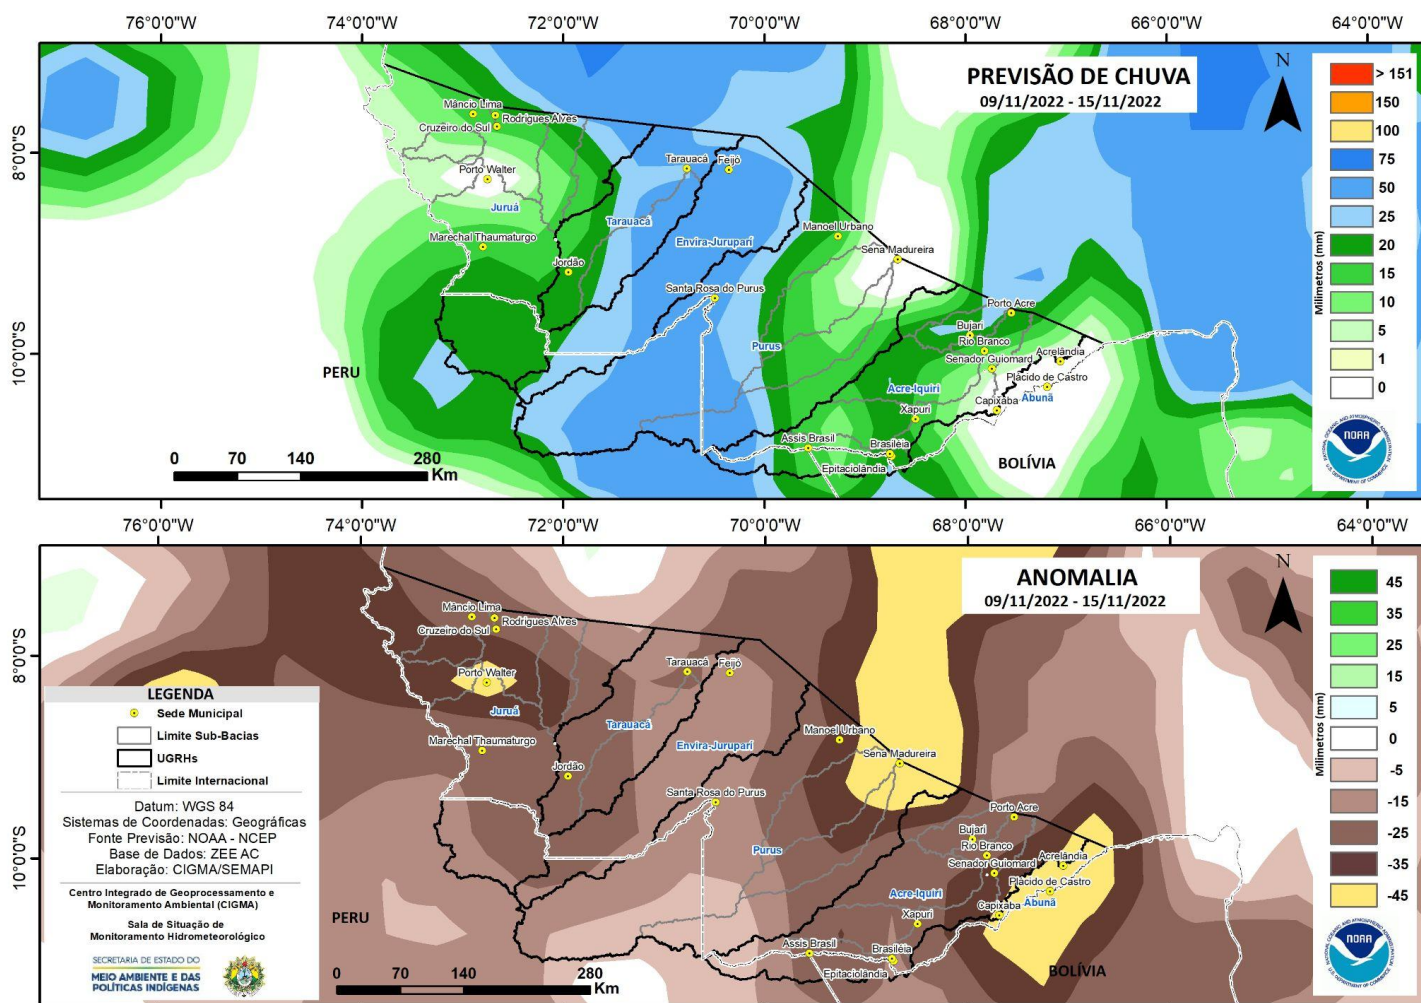 76°0'0"W 74°0'0"W 72°0'0"W 70°0'0"W 68°0'0"W 66°0'0"W 64°0'0"W
PREVISÃO DE CHUVA
09/11/2022 - 15/11/2022
N
8°0'0"S
10°0'0"S
Mâncio Lima
Rodrigues Alves
Cruzeiro do Sul
Porto Walter
Juruá
Marechal Thaumaturgo
Jordão
Tarauacá
Feijó
Tarauacá
Envira-Jurupari
Santa Rosa do Purus
Manoel Urbano
Sena Madureira
Purus
Porto Acre
Bujari
Rio Branco
Senador Guiomard
Acrelândia
Plácido de Castro
Acre-Iquiri
Abunã
Capixaba
Xapuri
Assis Brasil
Brasiléia
Epitaciolândia
PERU
BOLÍVIA
0 70 140 280
Km
Milímetros (mm)
> 151
150
100
75
50
25
20
15
10
5
1
0
NOAA
76°0'0"W 74°0'0"W 72°0'0"W 70°0'0"W 68°0'0"W 66°0'0"W 64°0'0"W
ANOMALIA
09/11/2022 - 15/11/2022
N
8°0'0"S
10°0'0"S
Mâncio Lima
Rodrigues Alves
Cruzeiro do Sul
Porto Walter
Juruá
Marechal Thaumaturgo
Jordão
Tarauacá
Feijó
Tarauacá
Envira-Jurupari
Santa Rosa do Purus
Manoel Urbano
Sena Madureira
Purus
Porto Acre
Bujari
Rio Branco
Senador Guiomard
Acrelândia
Plácido de Castro
Acre-Iquiri
Abunã
Capixaba
Xapuri
Assis Brasil
Brasiléia
Epitaciolândia
PERU
BOLÍVIA
0 70 140 280
Km
Milímetros (mm)
45
35
25
15
5
0
-5
-15
-25
-35
-45
NOAA
LEGENDA
Sede Municipal
Limite Sub-Bacias
UGRHs
Limite Internacional
Datum: WGS 84
Sistemas de Coordenadas: Geográficas
Fonte Previsão: NOAA - NCEP
Base de Dados: ZEE AC
Elaboração: CIGMA/SEMAPI
Centro Integrado de Geoprocessamento e
Monitoramento Ambiental (CIGMA)
Sala de Situação de
Monitoramento Hidrometeorológico
SECRETARIA DE ESTADO DO
MEIO AMBIENTE E DAS
POLÍTICAS INDÍGENAS